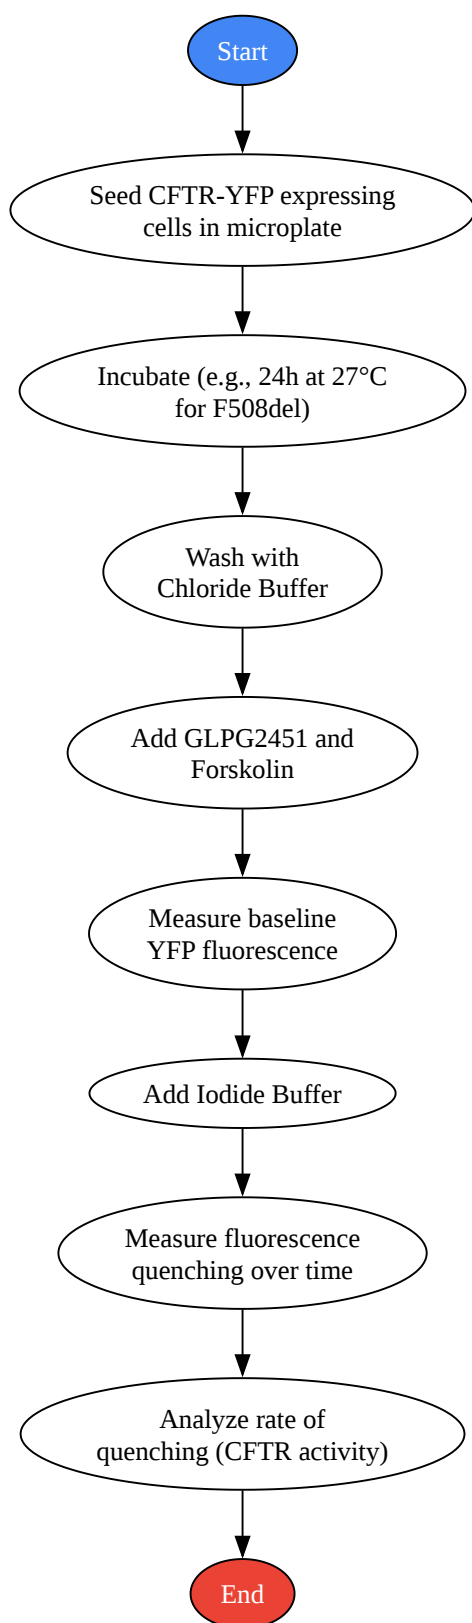 Start
Seed CFTR-YFP expressing
cells in microplate
Incubate (e.g., 24h at 27°C
for F508del)
Wash with
Chloride Buffer
Add GLPG2451 and
Forskolin
Measure baseline
YFP fluorescence
Add Iodide Buffer
Measure fluorescence
quenching over time
Analyze rate of
quenching (CFTR activity)
End